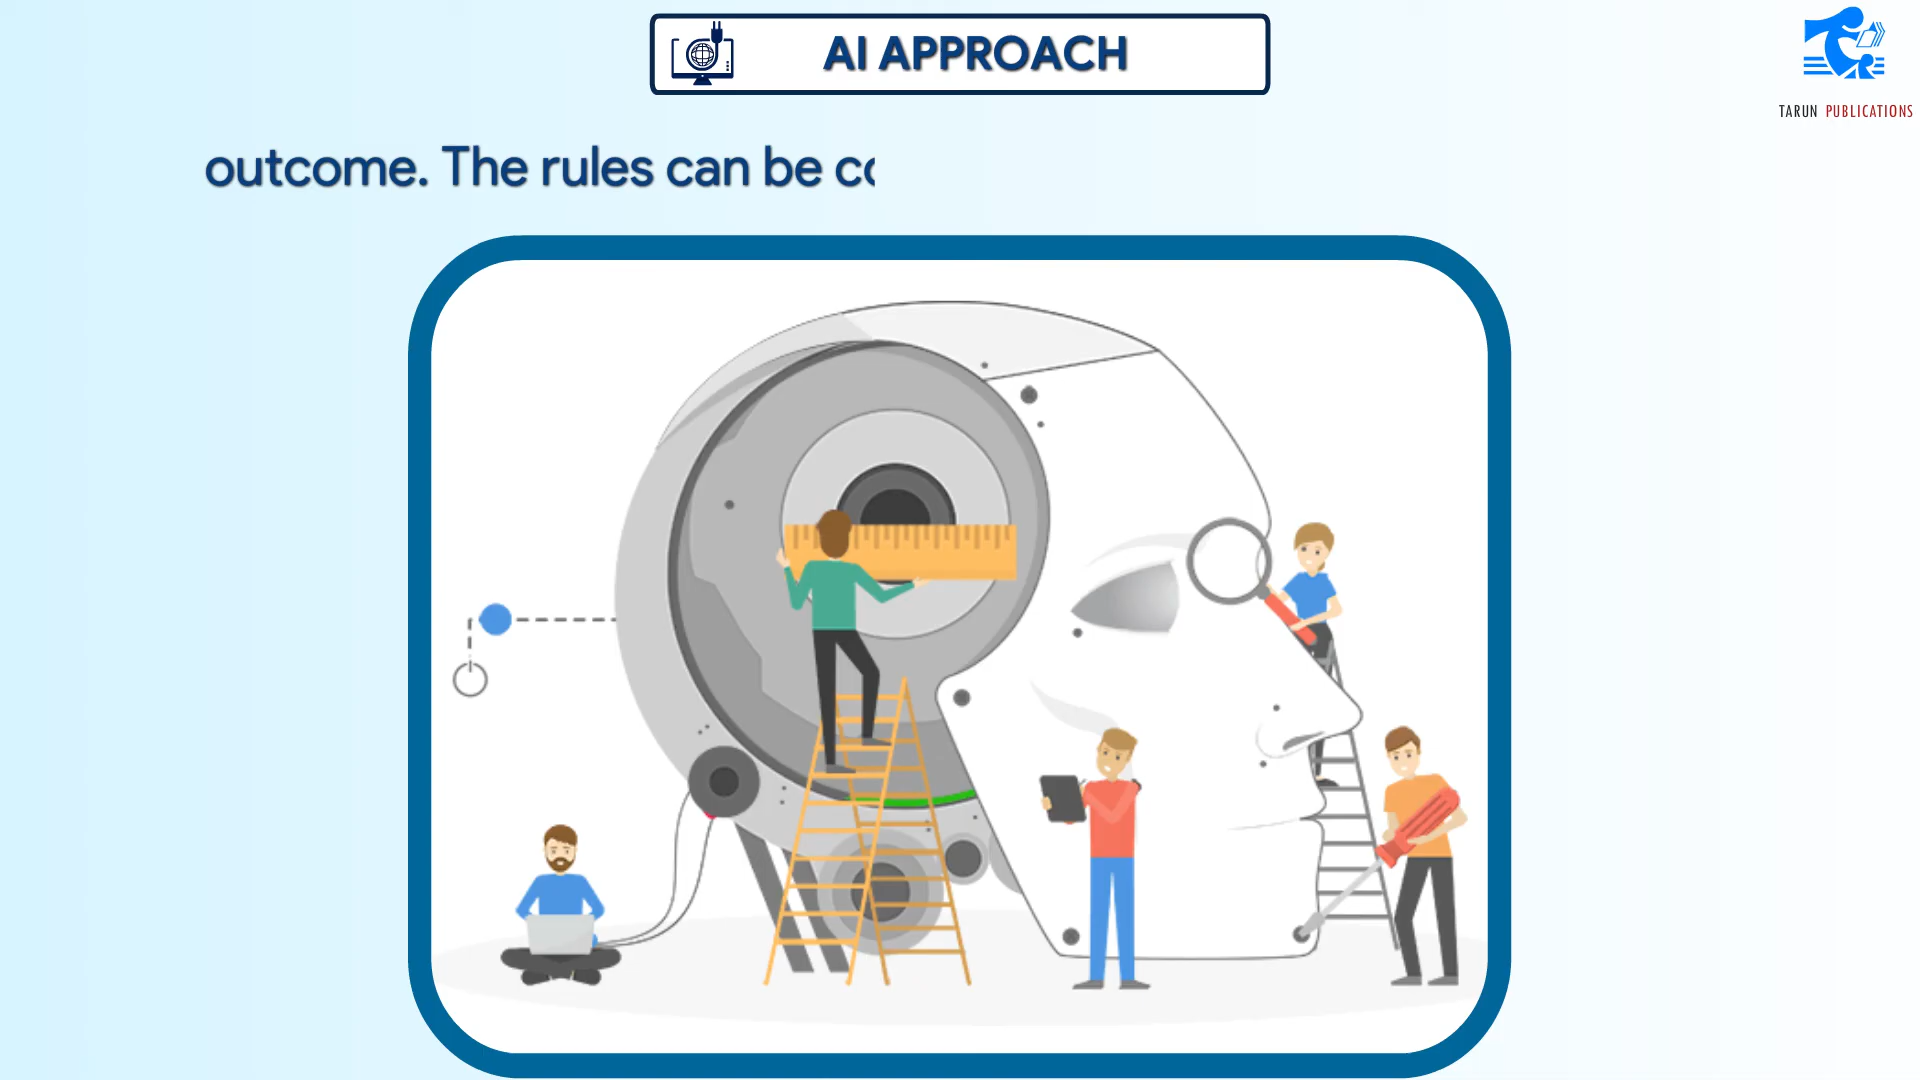 AI APPROACH
TARUN PUBLICATIONS
outcome. The rules can be